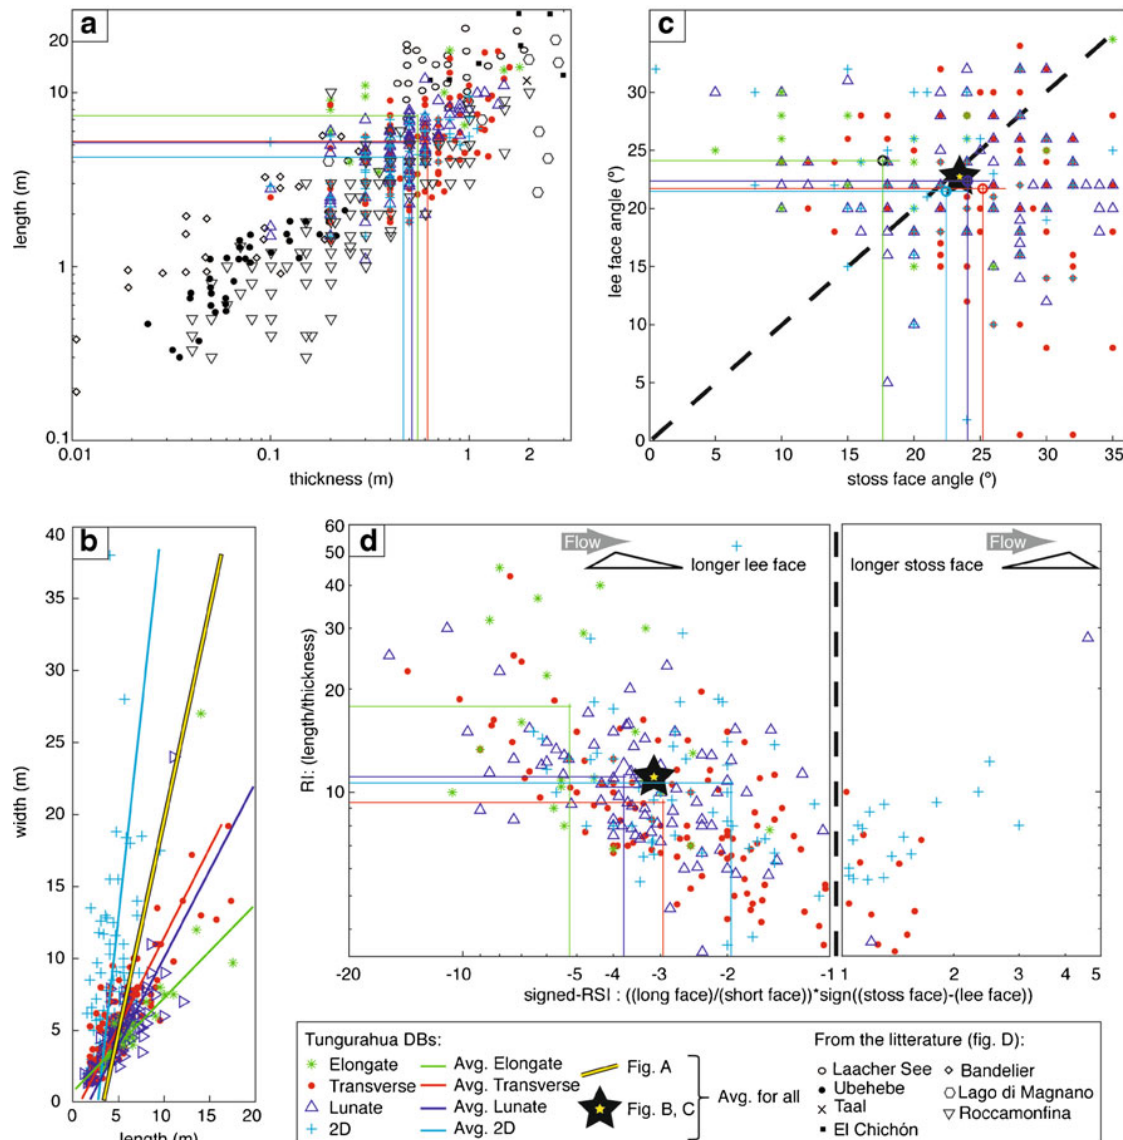 a
30
10
1
0.1
length (m)
0.01
0.1
1
thickness (m)
c
30
25
20
15
10
5
0
lee face angle (°)
0
5
10
15
20
25
30
35
stoss face angle (°)
b
40
35
30
25
20
15
10
5
0
width (m)
0
5
10
15
20
length (m)
d
60
50
40
30
20
10
RI: (length/thickness)
Flow
longer lee face
longer stoss face
Flow
-20
-10
-5
-4
-3
-2
-1
1
2
3
4
5
signed-RSI : ((long face)/(short face))*sign((stoss face)-(lee face))
Tungurahua DBs:
Elongate
Transverse
Lunate
2D
Avg. Elongate
Avg. Transverse
Avg. Lunate
Avg. 2D
Fig. A
Fig. B, C
Avg. for all
From the litterature (fig. D):
Laacher See
Ubehebe
Taal
El Chichón
Bandelier
Lago di Magnano
Roccamonfina